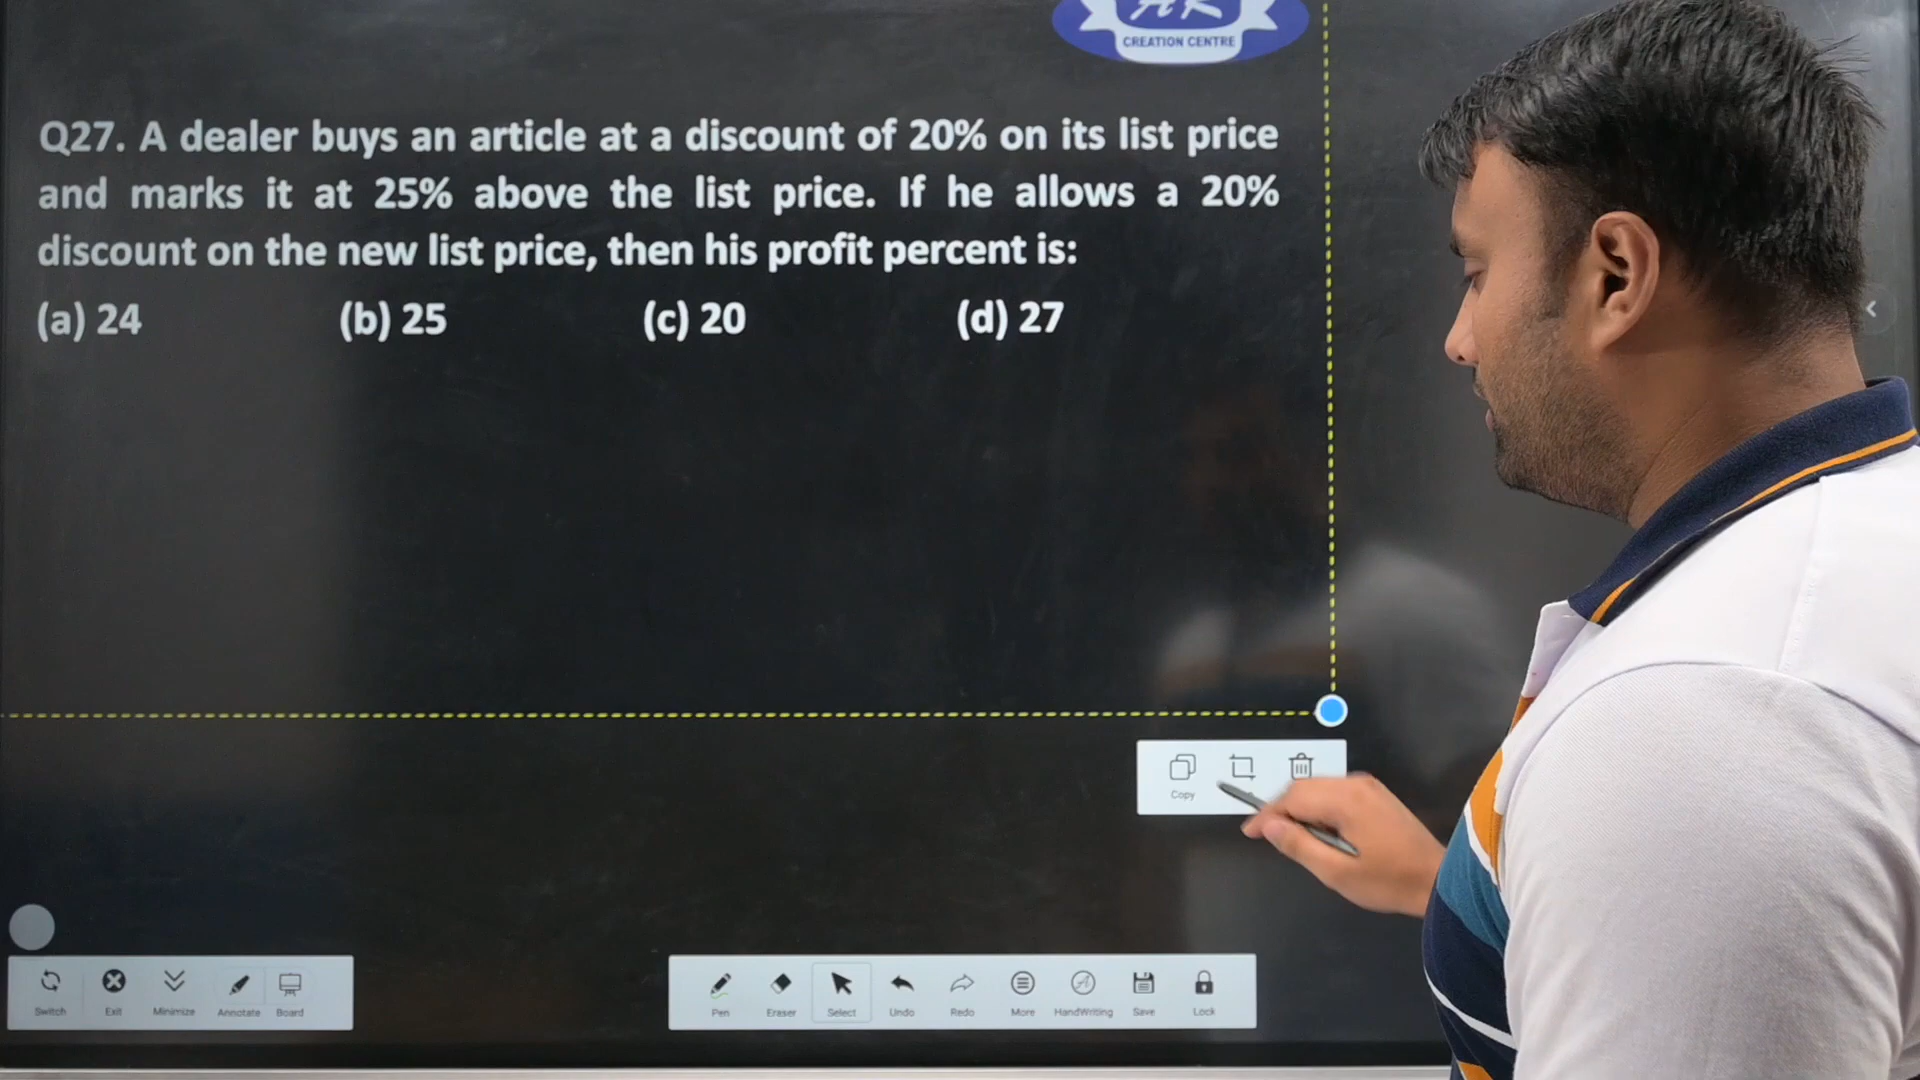 CREATION CENTRE
Q27. A dealer buys an article at a discount of 20% on its list price
and marks it at 25% above the list price. If he allows a 20%
discount on the new list price, then his profit percent is:
(a) 24 (b) 25 (c) 20 (d) 27
Copy
Switch Exit Minimize Annotate Board
Pen Eraser Select Undo Redo More HandWriting Save Lock